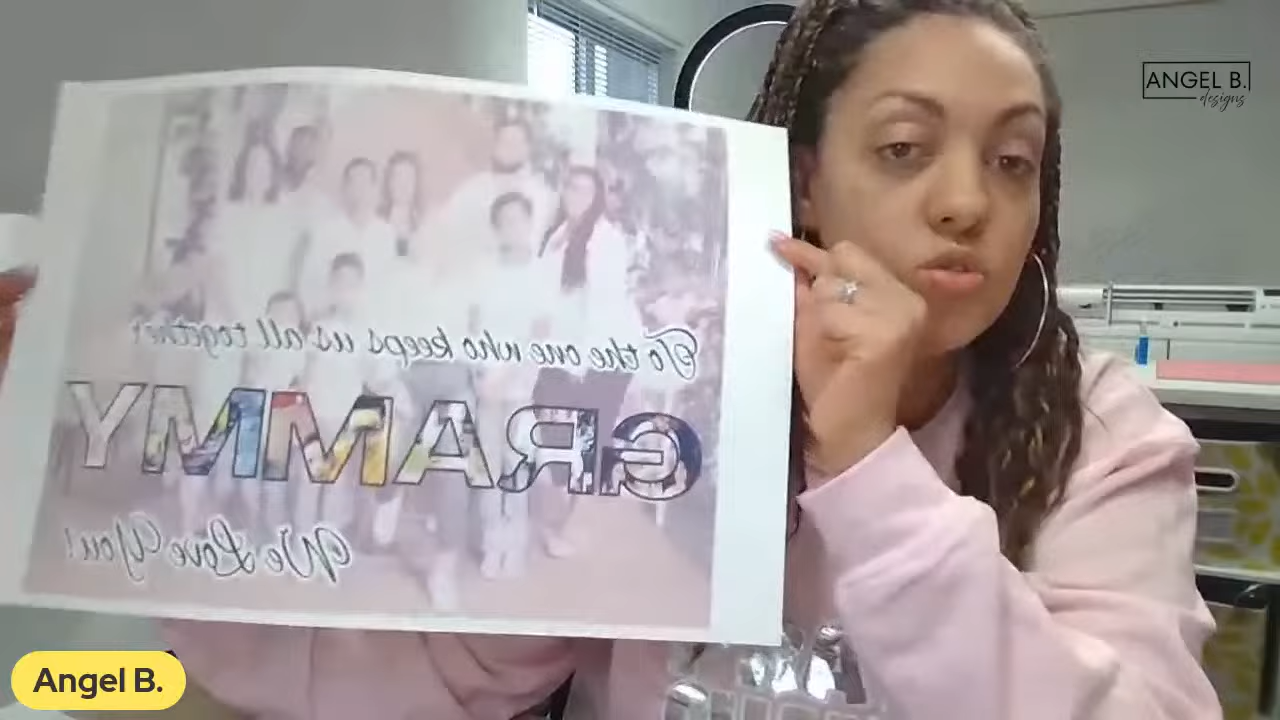 ANGEL B.
designs
To the one who keeps us all together
GRAMMY
We Love You!
Angel B.